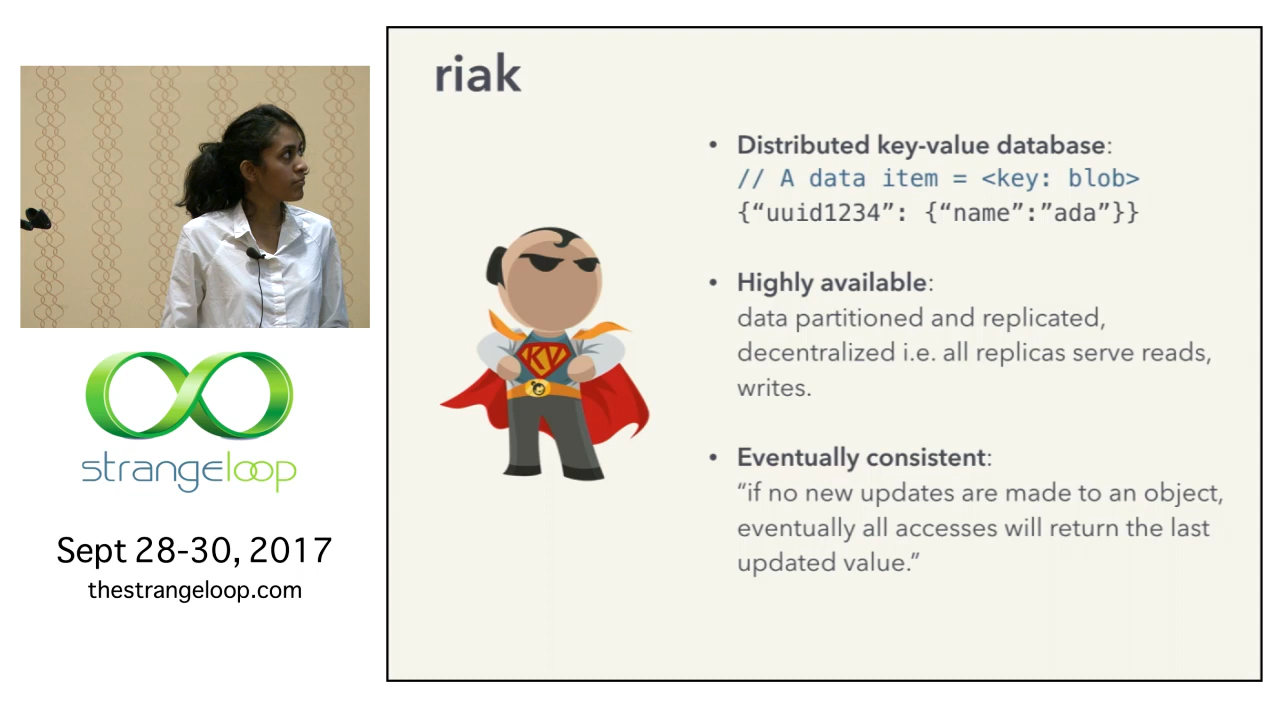 riak
• Distributed key-value database:
// A data item = <key: blob>
{“uuid1234”: {“name”:”ada”}}
• Highly available:
data partitioned and replicated,
decentralized i.e. all replicas serve reads,
writes.
• Eventually consistent:
“if no new updates are made to an object,
eventually all accesses will return the last
updated value.”
KV
strangeloop
Sept 28-30, 2017
thestrangeloop.com